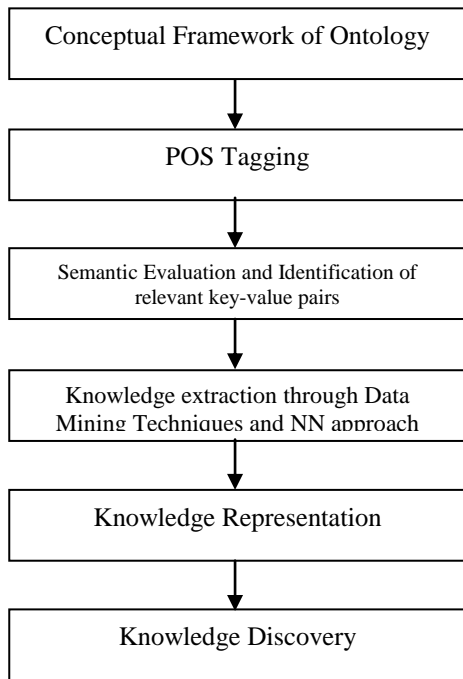 Conceptual Framework of Ontology
POS Tagging
Semantic Evaluation and Identification of
relevant key-value pairs
Knowledge extraction through Data
Mining Techniques and NN approach
Knowledge Representation
Knowledge Discovery